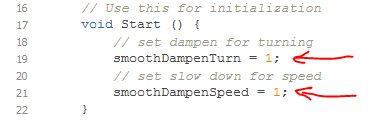 16 // Use this for initialization
17 void Start () {
18 // set dampen for turning
19 smoothDampenTurn = 1;
20 // set slow down for speed
21 smoothDampenSpeed = 1;
22 }